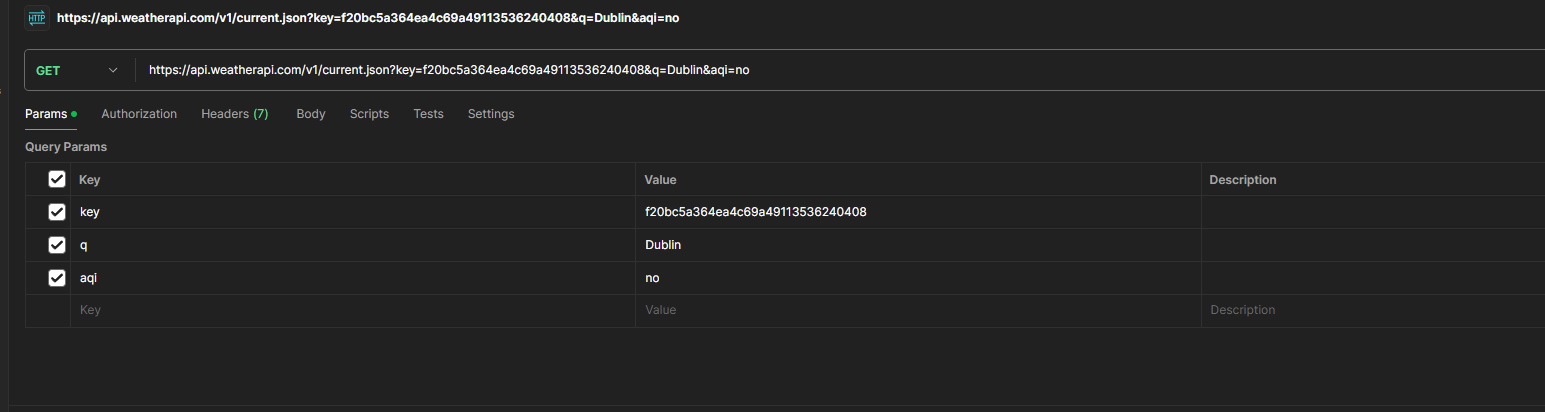 HTTP https://api.weatherapi.com/v1/current.json?key=f20bc5a364ea4c69a49113536240408&q=Dublin&aqi=no
GET https://api.weatherapi.com/v1/current.json?key=f20bc5a364ea4c69a49113536240408&q=Dublin&aqi=no
Params Authorization Headers (7) Body Scripts Tests Settings
Query Params
Key Value Description
key f20bc5a364ea4c69a49113536240408
q Dublin
aqi no
Key Value Description